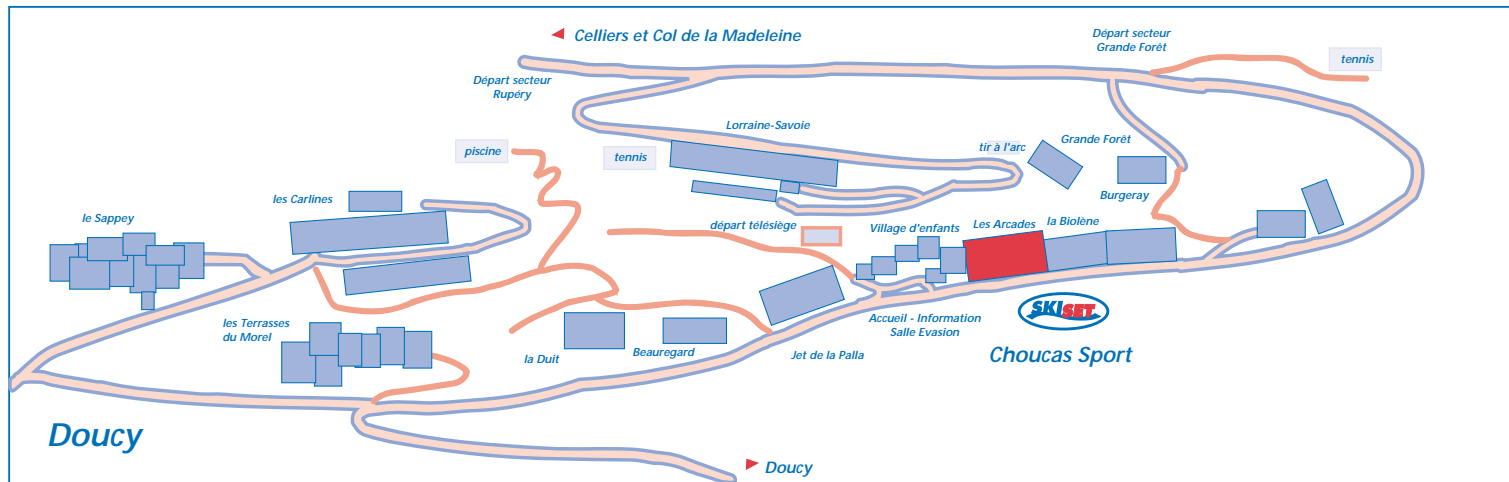 Celliers et Col de la Madeleine
Départ secteur
Grande Forêt
tennis
Départ secteur
Rupéry
Lorraine-Savoie
piscine
tennis
tir à l'arc
Grande Forêt
Burgeray
les Carlines
le Sappey
départ télésiège
Village d'enfants
Les Arcades
la Biolène
SKISET
Accueil - Information
Salle Evasion
Choucas Sport
les Terrasses
du Morel
la Duit
Beauregard
Jet de la Palla
Doucy
Doucy